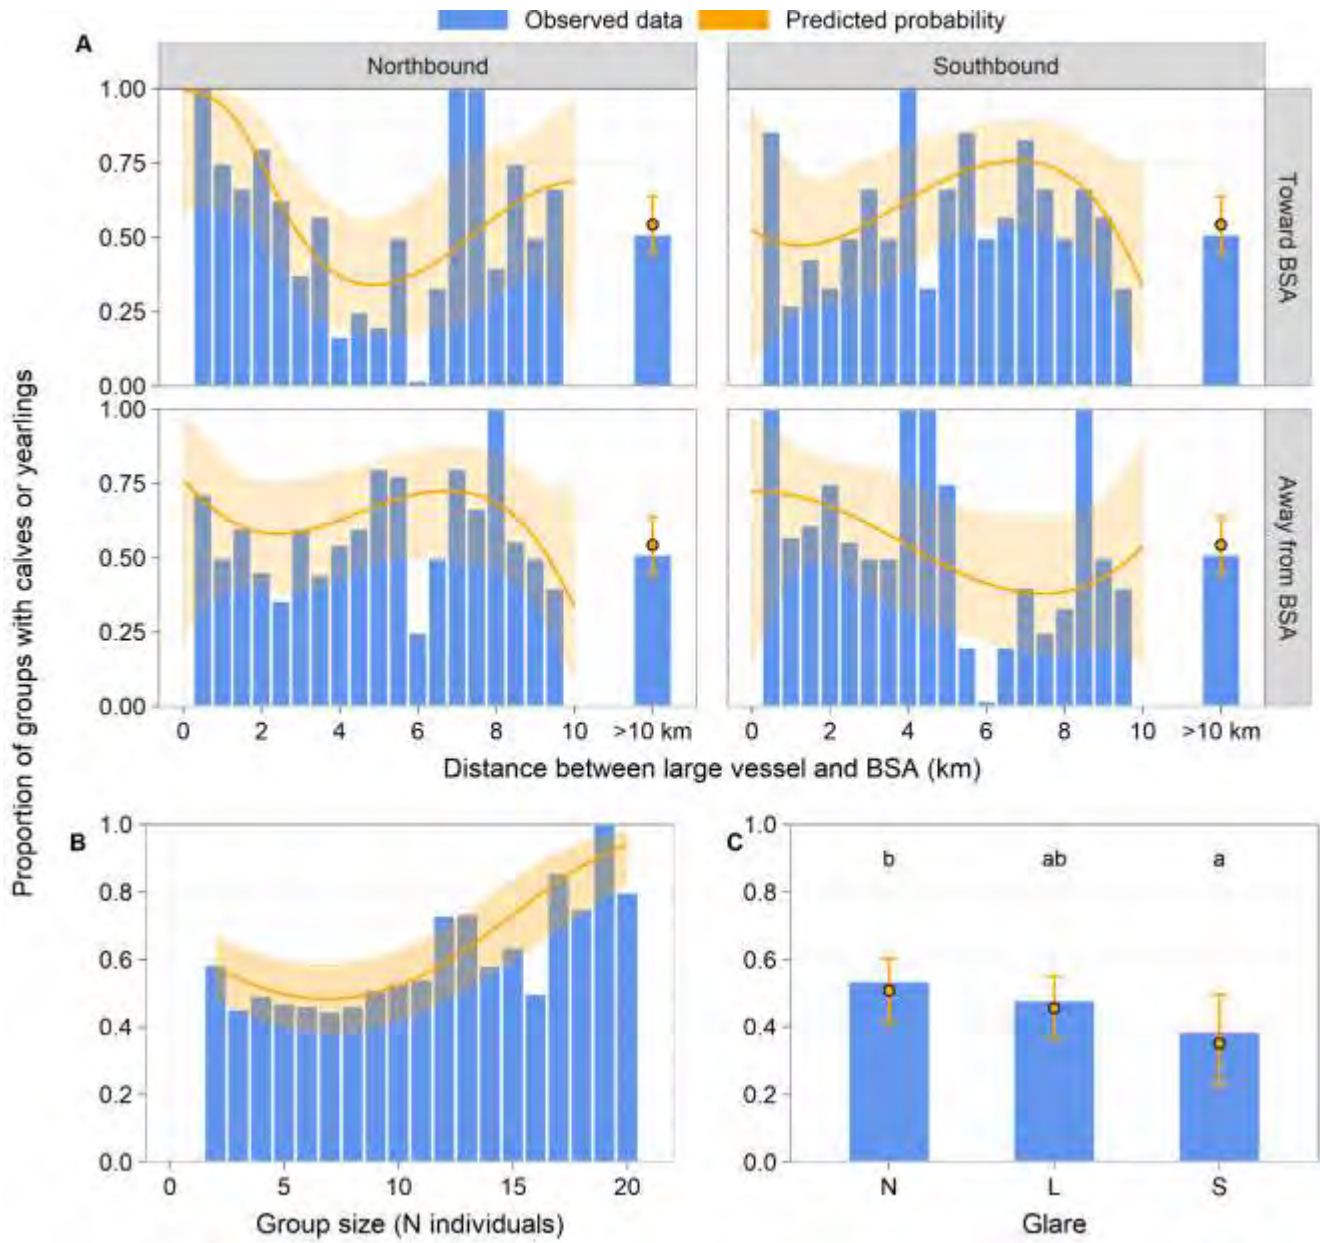 Observed data Predicted probability
A
Northbound Southbound
1.00
0.75
0.50
0.25
0.00
Toward BSA
1.00
0.75
0.50
0.25
0.00
Away from BSA
0 2 4 6 8 10 >10 km 0 2 4 6 8 10 >10 km
Distance between large vessel and BSA (km)
Proportion of groups with calves or yearlings
B
1.0
0.8
0.6
0.4
0.2
0.0
0 5 10 15 20
Group size (N individuals)
C
1.0
0.8
0.6
0.4
0.2
0.0
b ab a
N L S
Glare